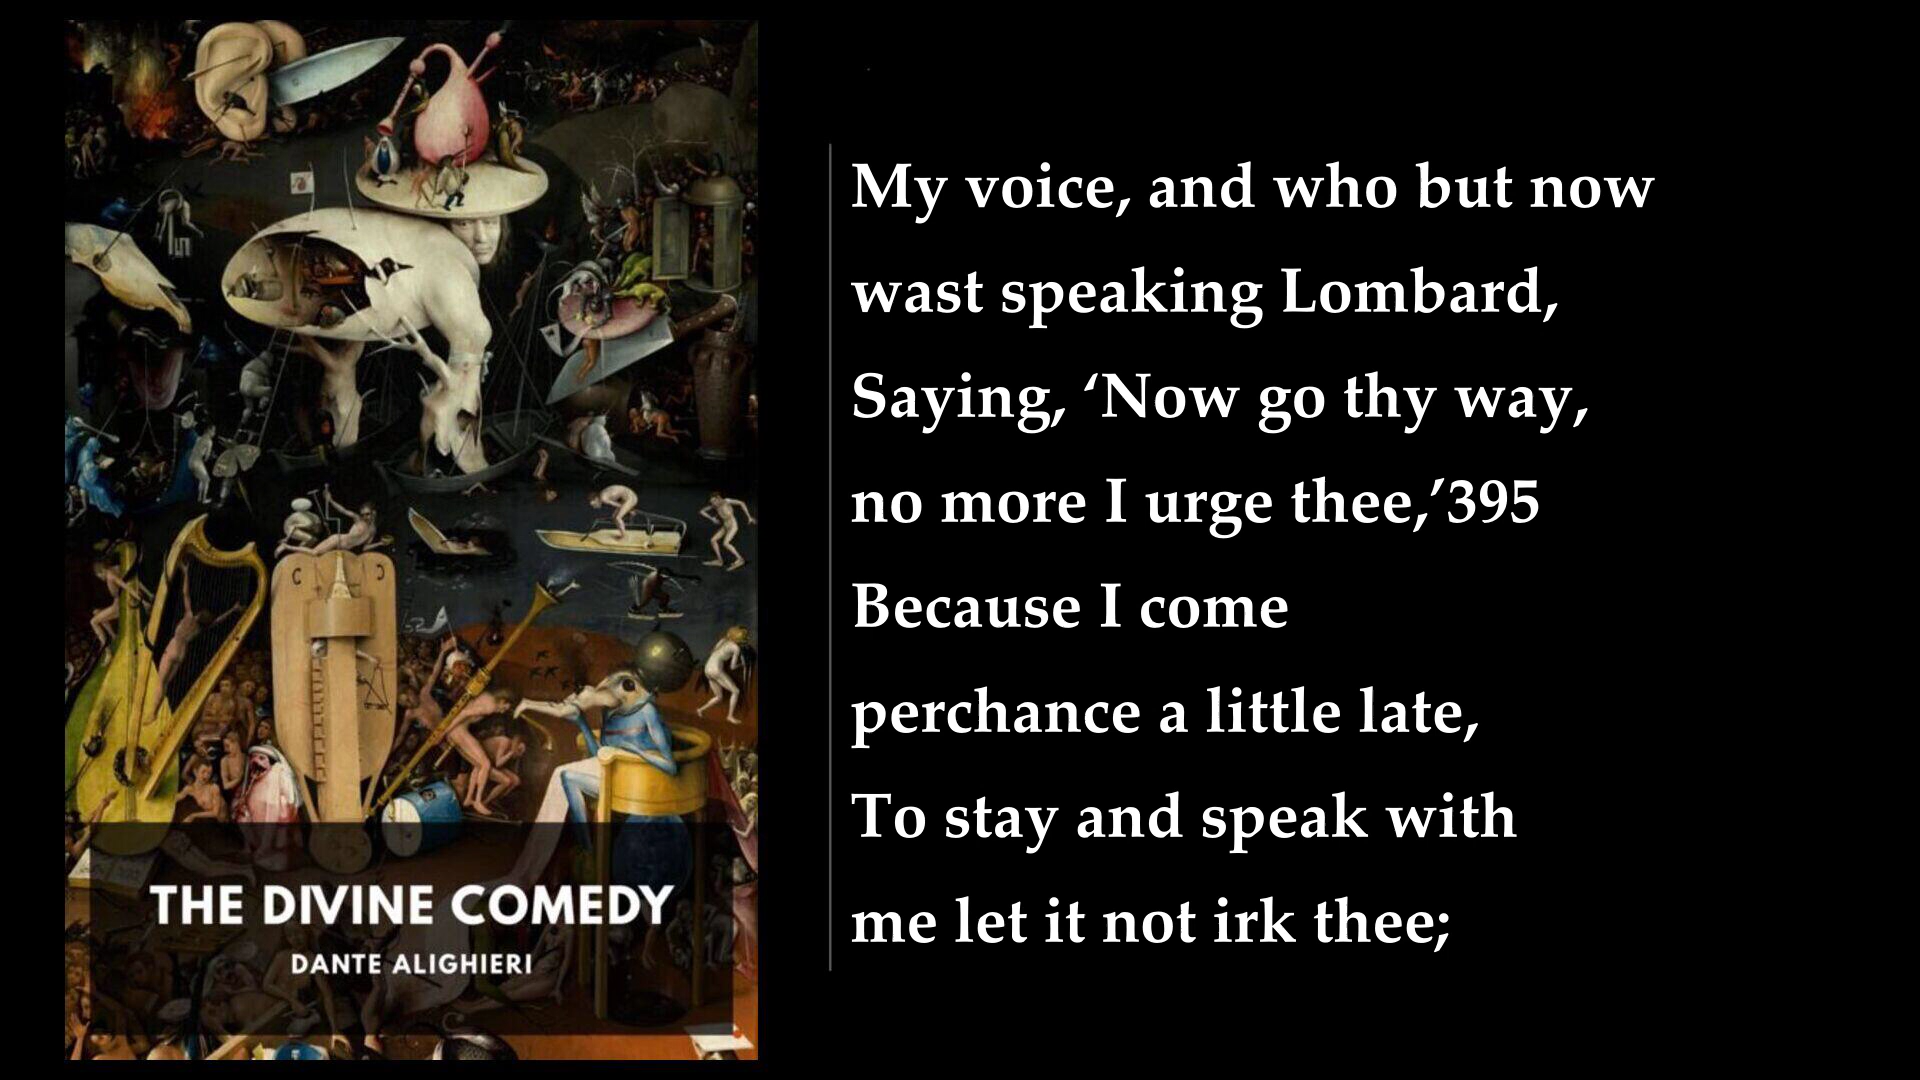 THE DIVINE COMEDY
DANTE ALIGHIERI
My voice, and who but now
wast speaking Lombard,
Saying, ‘Now go thy way,
no more I urge thee,’395
Because I come
perchance a little late,
To stay and speak with
me let it not irk thee;